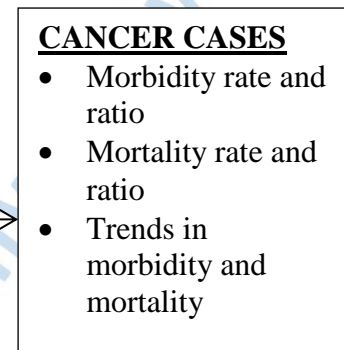 CANCER CASES
• Morbidity rate and
ratio
• Mortality rate and
ratio
• Trends in
morbidity and
mortality